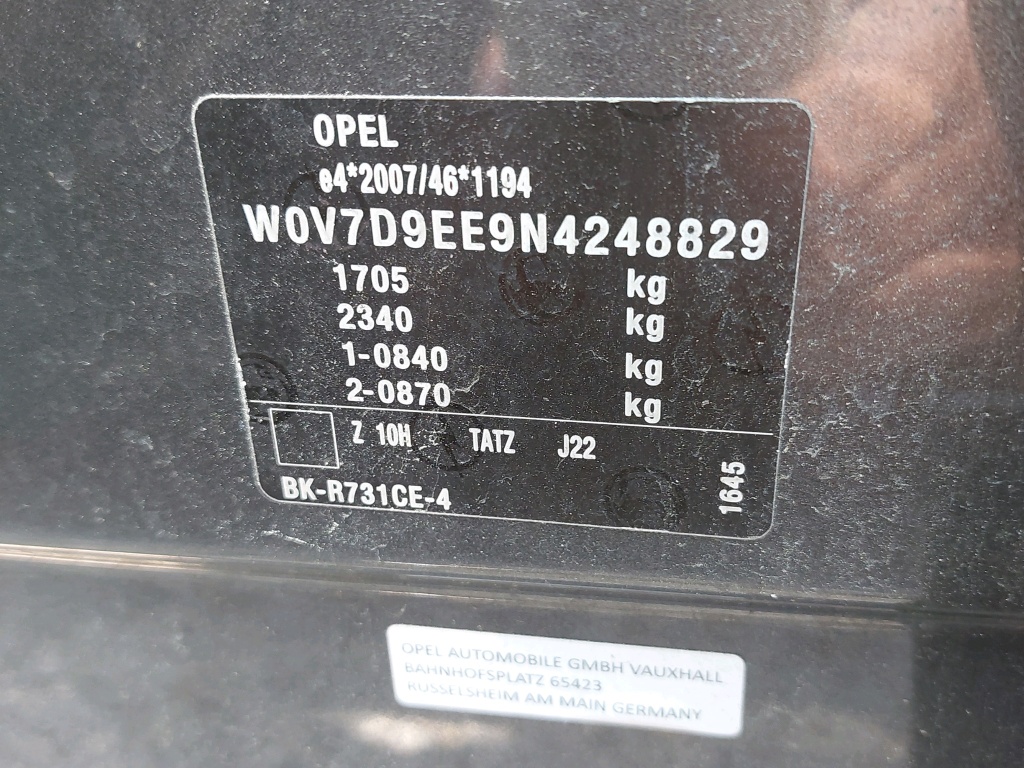 OPEL
e4*2007/46*1194
W0V7D9EE9N4248829
1705 kg
2340 kg
1-0840 kg
2-0870 kg
Z 10H TATZ J22
BK-R731CE-4
1645
OPEL AUTOMOBILE GMBH VAUXHALL
BAHNHOFSPLATZ 65423
RUSSELSHEIM AM MAIN GERMANY